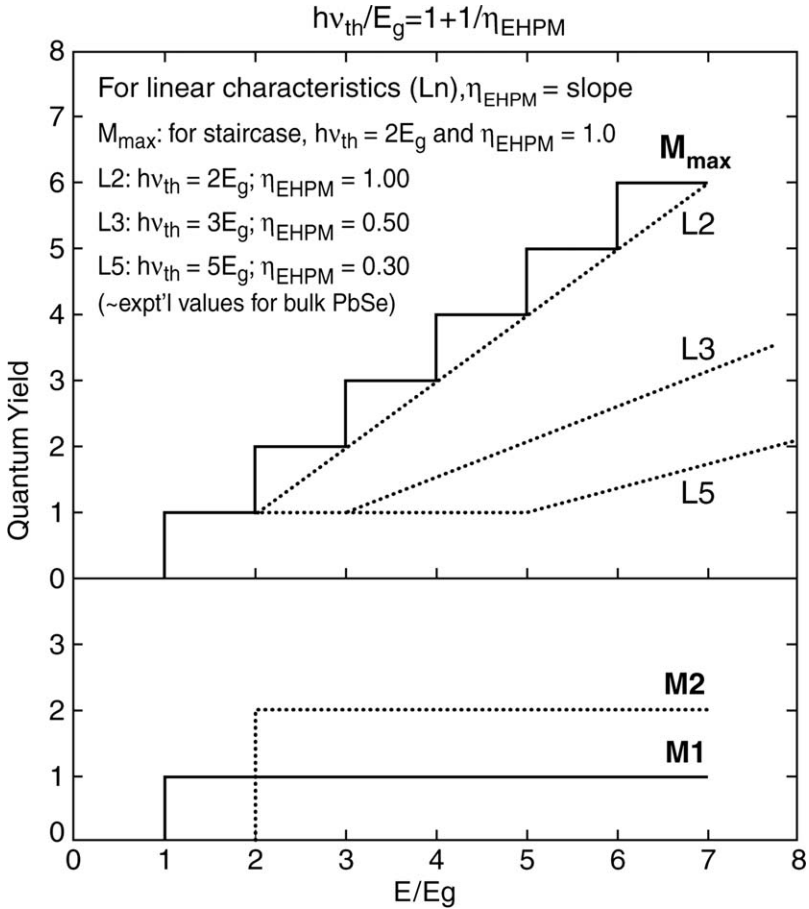 hν_th/E_g=1+1/η_EHPM
8
For linear characteristics (Ln),η_EHPM = slope
7
M_max: for staircase, hν_th = 2E_g and η_EHPM = 1.0
M_max
6
L2: hν_th = 2E_g; η_EHPM = 1.00
L2
L3: hν_th = 3E_g; η_EHPM = 0.50
5
L5: hν_th = 5E_g; η_EHPM = 0.30
(~expt'l values for bulk PbSe)
4
L3
3
2
L5
1
0
Quantum Yield
3
M2
2
M1
1
0
0 1 2 3 4 5 6 7 8
E/Eg